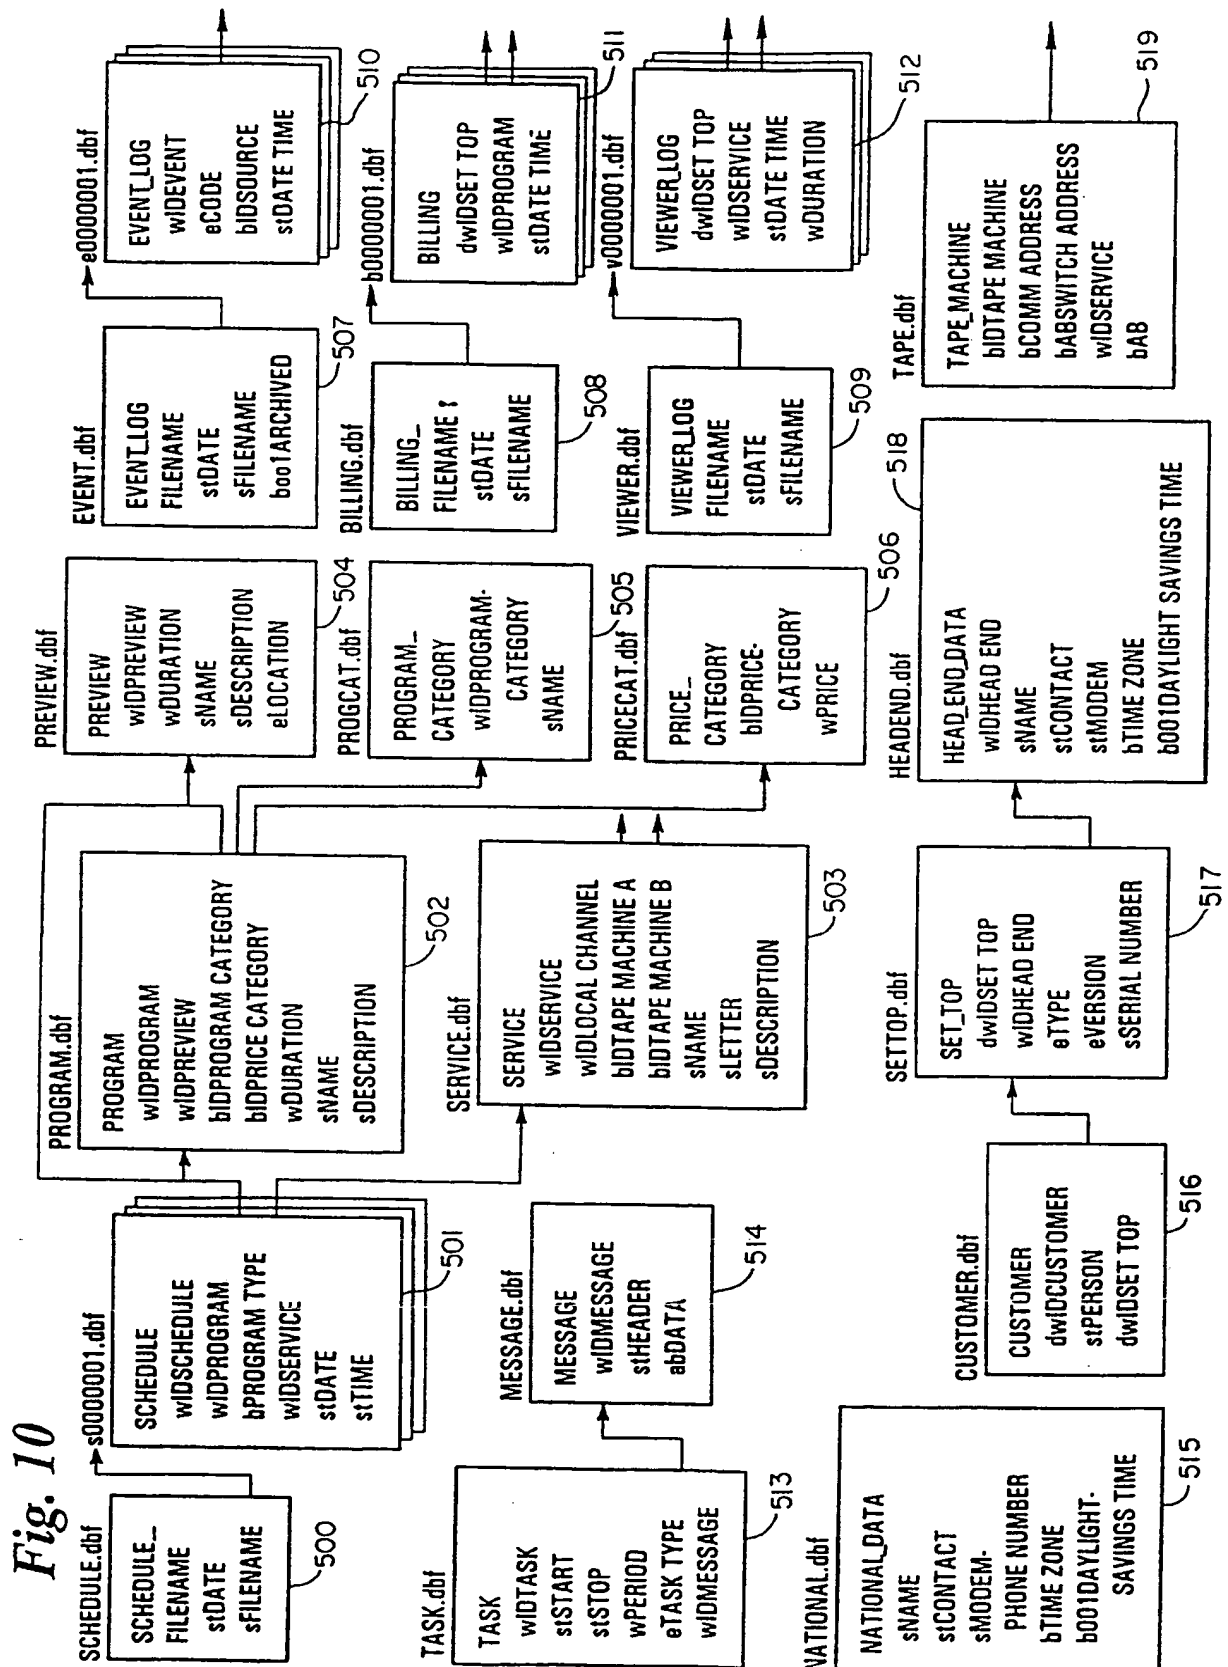 Fig. 10
SCHEDULE.dbf
SCHEDULE_
FILENAME
stDATE
sFILENAME
500
s0000001.dbf
SCHEDULE
wIDSCHEDULE
wIDPROGRAM
bPROGRAM TYPE
wIDSERVICE
stDATE
stTIME
501
PROGRAM.dbf
PROGRAM
wIDPROGRAM
wIDPREVIEW
bIDPROGRAM CATEGORY
bIDPRICE CATEGORY
wDURATION
sNAME
sDESCRIPTION
502
PREVIEW.dbf
PREVIEW
wIDPREVIEW
wDURATION
sNAME
sDESCRIPTION
eLOCATION
504
EVENT.dbf
EVENT_LOG
FILENAME
stDATE
sFILENAME
boo1ARCHIVED
507
e0000001.dbf
EVENT_LOG
wIDEVENT
eCODE
bIDSOURCE
stDATE TIME
510
PROGCAT.dbf
PROGRAM_
CATEGORY
wIDPROGRAM-
CATEGORY
sNAME
505
BILLING.dbf
BILLING_
FILENAME
stDATE
sFILENAME
508
b0000001.dbf
BILLING
dwIDSET TOP
wIDPROGRAM
stDATE TIME
511
TASK.dbf
TASK
wIDTASK
stSTART
stSTOP
wPERIOD
eTASK TYPE
wIDMESSAGE
513
MESSAGE.dbf
MESSAGE
wIDMESSAGE
stHEADER
abDATA
514
SERVICE.dbf
SERVICE
wIDSERVICE
wIDLOCAL CHANNEL
bIDTAPE MACHINE A
bIDTAPE MACHINE B
sNAME
sLETTER
sDESCRIPTION
503
PRICECAT.dbf
PRICE_
CATEGORY
bIDPRICE-
CATEGORY
wPRICE
506
VIEWER.dbf
VIEWER_LOG
FILENAME
stDATE
sFILENAME
509
v0000001.dbf
VIEWER_LOG
dwIDSET TOP
wIDSERVICE
stDATE TIME
wDURATION
512
NATIONAL.dbf
NATIONAL_DATA
sNAME
stCONTACT
sMODEM-
PHONE NUMBER
bTIME ZONE
b001DAYLIGHT-
SAVINGS TIME
515
CUSTOMER.dbf
CUSTOMER
dwIDCUSTOMER
stPERSON
dwIDSET TOP
516
SETTOP.dbf
SET_TOP
dwIDSET TOP
wIDHEAD END
eTYPE
eVERSION
sSERIAL NUMBER
517
HEADEND.dbf
HEAD_END_DATA
wIDHEAD END
sNAME
stCONTACT
stMODEM
bTIME ZONE
b001DAYLIGHT SAVINGS TIME
518
TAPE.dbf
TAPE_MACHINE
bIDTAPE MACHINE
bCOMM ADDRESS
bABSWITCH ADDRESS
wIDSERVICE
bAB
519